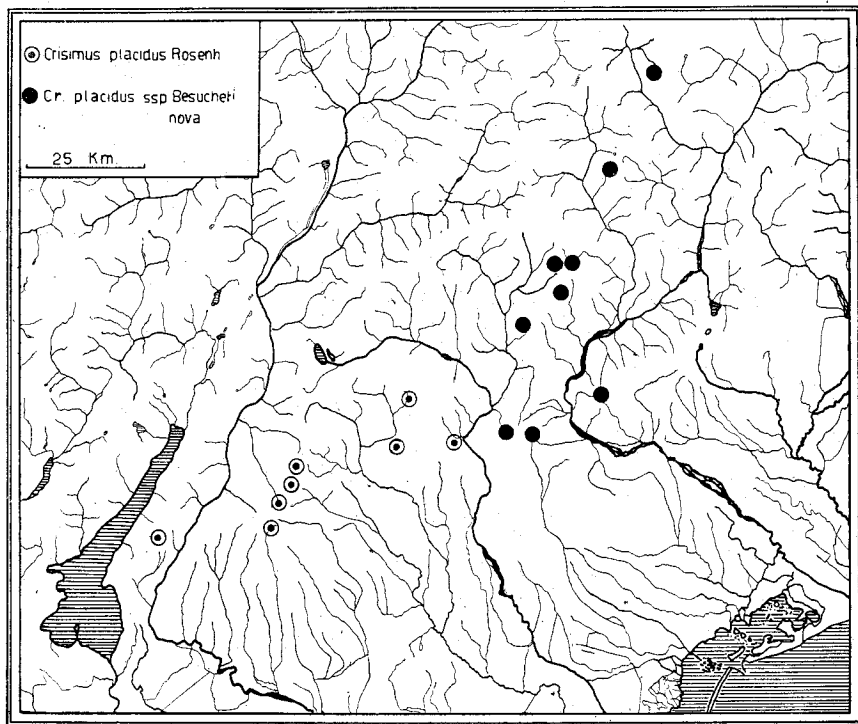 Crisimus placidus Rosenh
Cr. placidus ssp Besucheti
nova
25 Km.